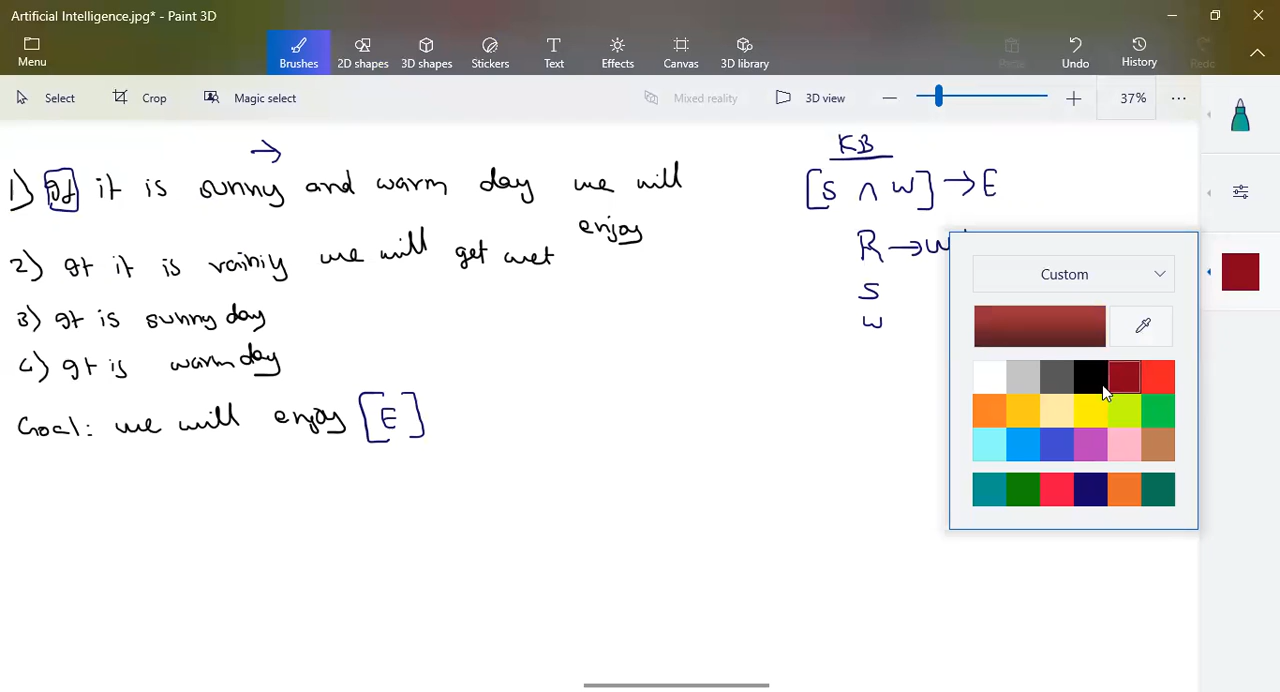 Artificial Intelligence.jpg* - Paint 3D
Menu Brushes 2D shapes 3D shapes Stickers Text Effects Canvas 3D library Paste Undo History Redo
Select Crop Magic select Mixed reality 3D view 37%
→
1) If it is sunny and warm day we will
enjoy
2) If it is rainiy we will get wet
3) It is sunny day
4) It is warm day
Goal: we will enjoy [E]
KB
[S ∧ W] → E
R → W
S
W
Custom